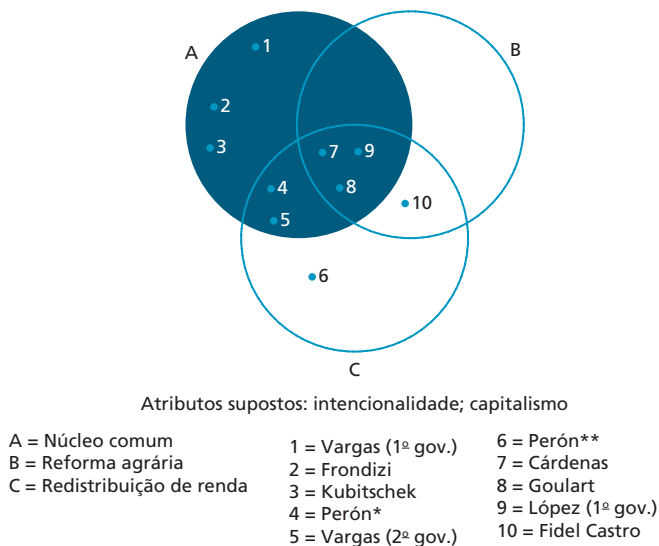 A
B
1
2
3
7
9
4
8
10
5
6
C
Atributos supostos: intencionalidade; capitalismo
A = Núcleo comum
B = Reforma agrária
C = Redistribuição de renda
1 = Vargas (1º gov.)
2 = Frondizi
3 = Kubitschek
4 = Perón*
5 = Vargas (2º gov.)
6 = Perón**
7 = Cárdenas
8 = Goulart
9 = López (1º gov.)
10 = Fidel Castro